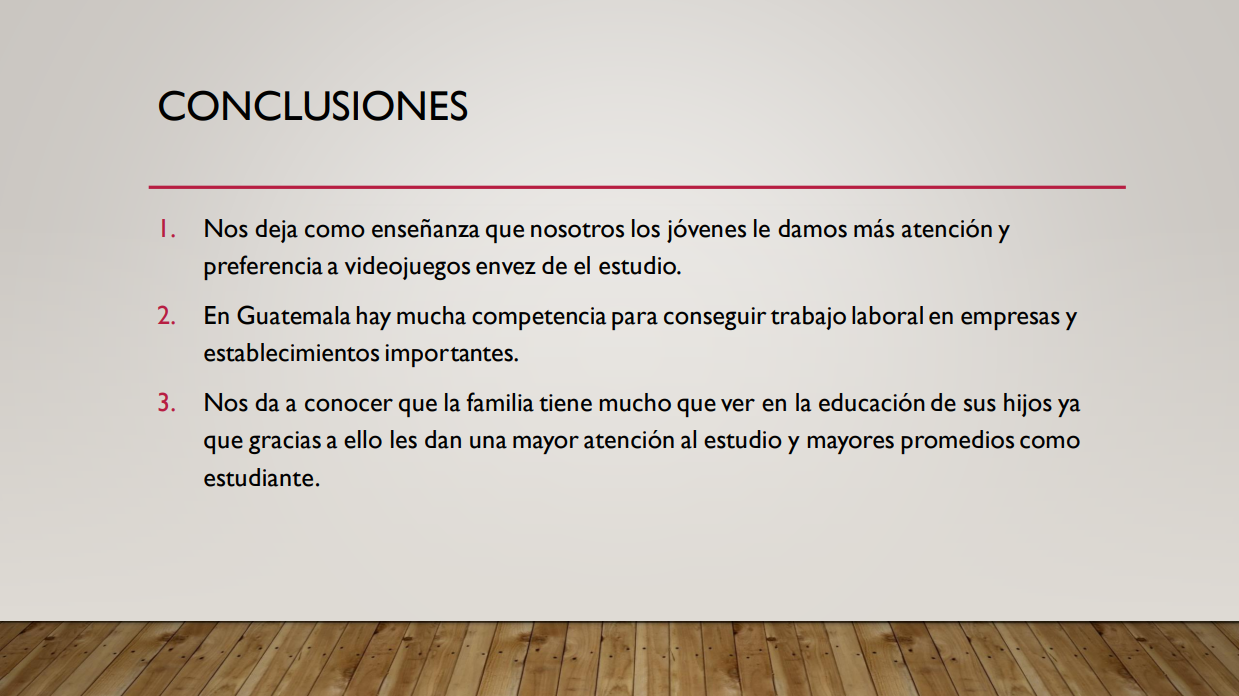 CONCLUSIONES
1. Nos deja como enseñanza que nosotros los jóvenes le damos más atención y
preferencia a videojuegos envez de el estudio.
2. En Guatemala hay mucha competencia para conseguir trabajo laboral en empresas y
establecimientos importantes.
3. Nos da a conocer que la familia tiene mucho que ver en la educación de sus hijos ya
que gracias a ello les dan una mayor atención al estudio y mayores promedios como
estudiante.